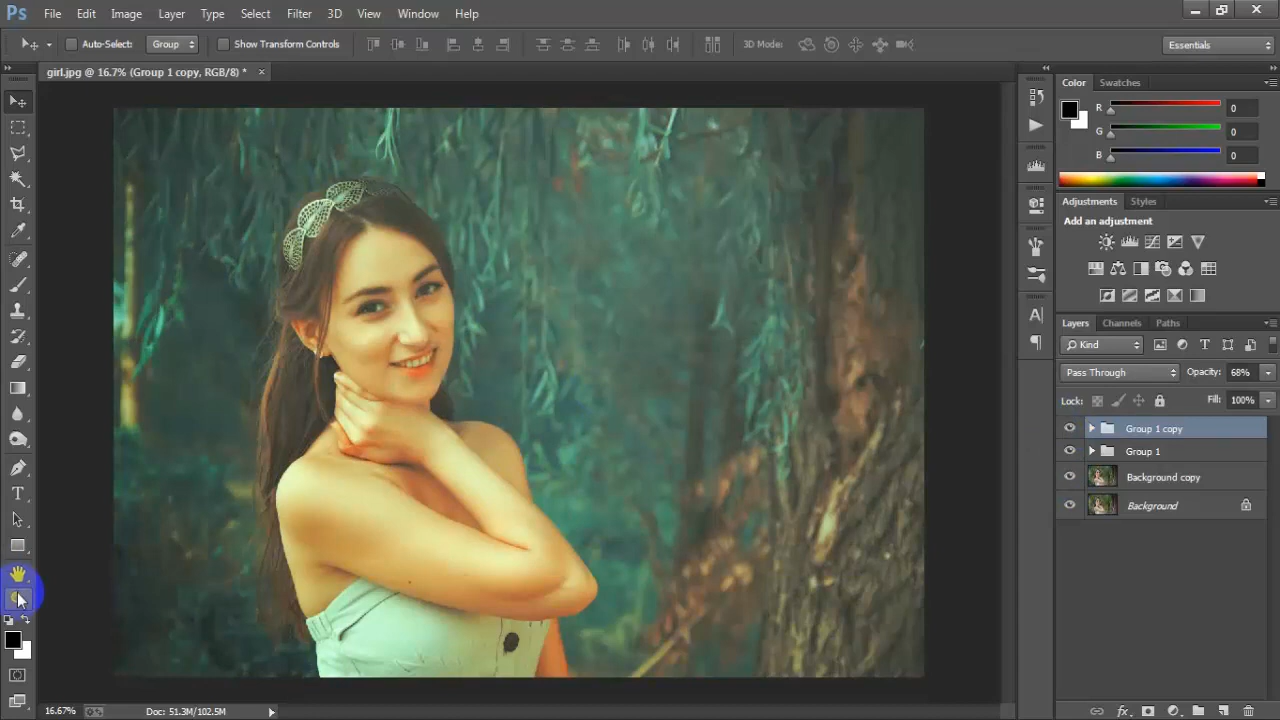 Ps File Edit Image Layer Type Select Filter 3D View Window Help
Auto-Select: Group Show Transform Controls 3D Mode: Essentials
girl.jpg @ 16.7% (Group 1 copy, RGB/8) *
Color Swatches
R 0
G 0
B 0
Adjustments Styles
Add an adjustment
Layers Channels Paths
Kind
Pass Through Opacity: 68%
Lock: Fill: 100%
Group 1 copy
Group 1
Background copy
Background
16.67% Doc: 51.3M/102.5M